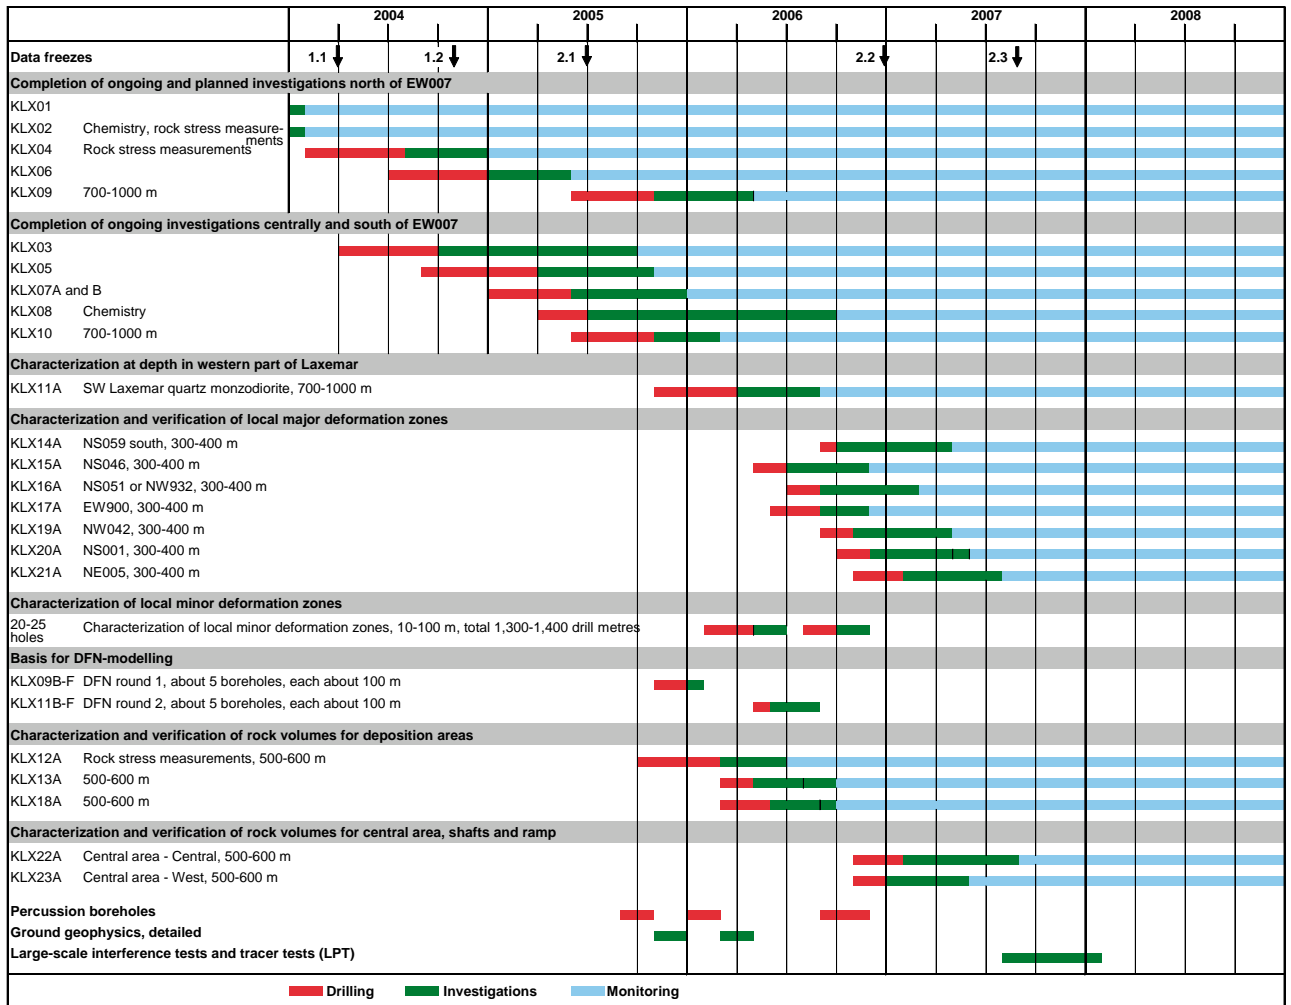 2004 2005 2006 2007 2008
Data freezes 1.1 1.2 2.1 2.2 2.3
Completion of ongoing and planned investigations north of EW007
KLX01
KLX02 Chemistry, rock stress measure-
ments
KLX04 Rock stress measurements
KLX06
KLX09 700-1000 m
Completion of ongoing investigations centrally and south of EW007
KLX03
KLX05
KLX07A and B
KLX08 Chemistry
KLX10 700-1000 m
Characterization at depth in western part of Laxemar
KLX11A SW Laxemar quartz monzodiorite, 700-1000 m
Characterization and verification of local major deformation zones
KLX14A NS059 south, 300-400 m
KLX15A NS046, 300-400 m
KLX16A NS051 or NW932, 300-400 m
KLX17A EW900, 300-400 m
KLX19A NW042, 300-400 m
KLX20A NS001, 300-400 m
KLX21A NE005, 300-400 m
Characterization of local minor deformation zones
20-25
holes
Characterization of local minor deformation zones, 10-100 m, total 1,300-1,400 drill metres
Basis for DFN-modelling
KLX09B-F DFN round 1, about 5 boreholes, each about 100 m
KLX11B-F DFN round 2, about 5 boreholes, each about 100 m
Characterization and verification of rock volumes for deposition areas
KLX12A Rock stress measurements, 500-600 m
KLX13A 500-600 m
KLX18A 500-600 m
Characterization and verification of rock volumes for central area, shafts and ramp
KLX22A Central area - Central, 500-600 m
KLX23A Central area - West, 500-600 m
Percussion boreholes
Ground geophysics, detailed
Large-scale interference tests and tracer tests (LPT)
Drilling Investigations Monitoring